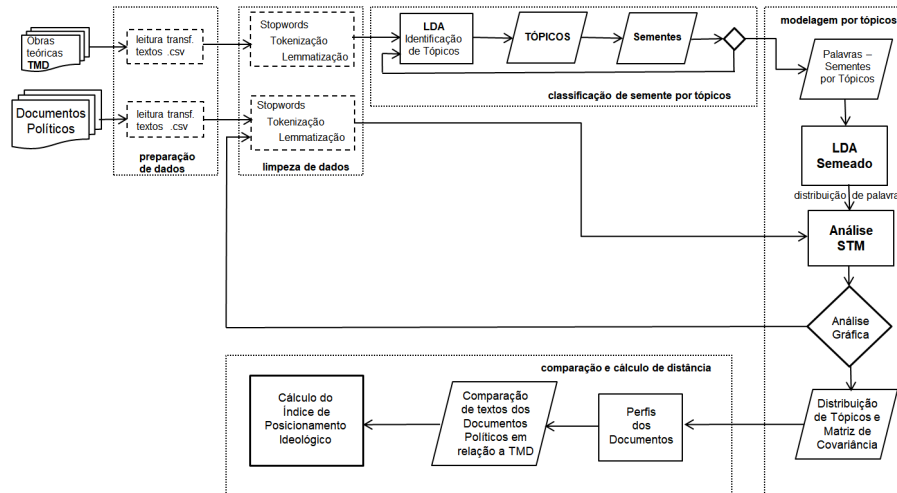 Obras
teóricas
TMD
leitura transf.
textos .csv
Stopwords
Tokenização
Lemmatização
LDA
Identificação
de Tópicos
TÓPICOS
Sementes
classificação de semente por tópicos
modelagem por tópicos
Palavras –
Sementes
por Tópicos
Documentos
Políticos
leitura transf.
textos .csv
Stopwords
Tokenização
Lemmatização
preparação
de dados
limpeza de dados
LDA
Semeado
distribuição de palavra
Análise
STM
Análise
Gráfica
comparação e cálculo de distância
Cálculo do
Índice de
Posicionamento
Ideológico
Comparação
de textos dos
Documentos
Políticos em
relação a TMD
Perfis
dos
Documentos
Distribuição
de Tópicos e
Matriz de
Covariância